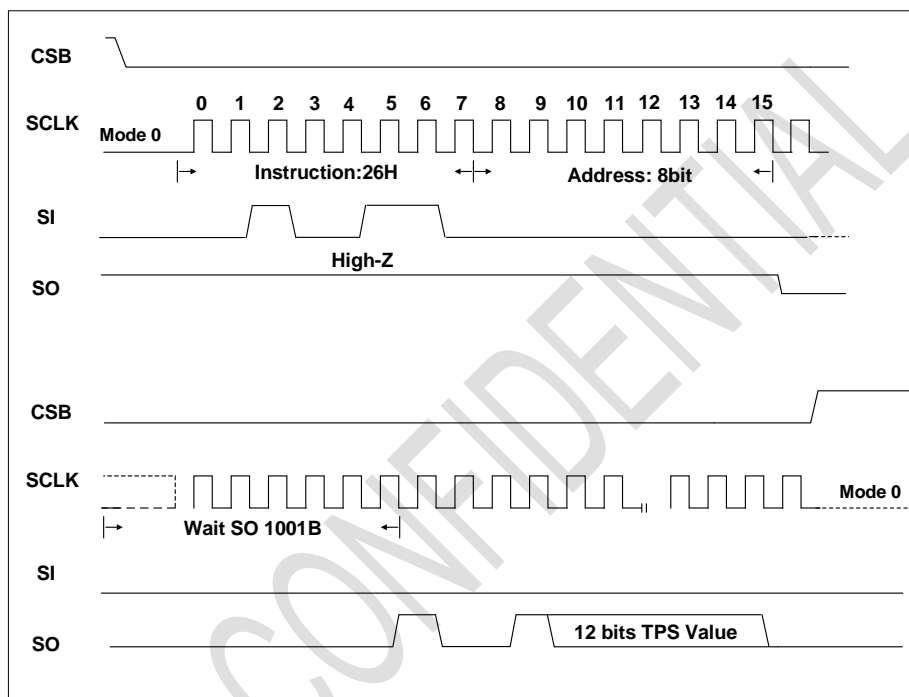 CSB
0 1 2 3 4 5 6 7 8 9 10 11 12 13 14 15
SCLK
Mode 0
Instruction:26H
Address: 8bit
SI
High-Z
SO
CSB
SCLK
Mode 0
Wait SO 1001B
SI
12 bits TPS Value
SO
CONFIDENTIAL